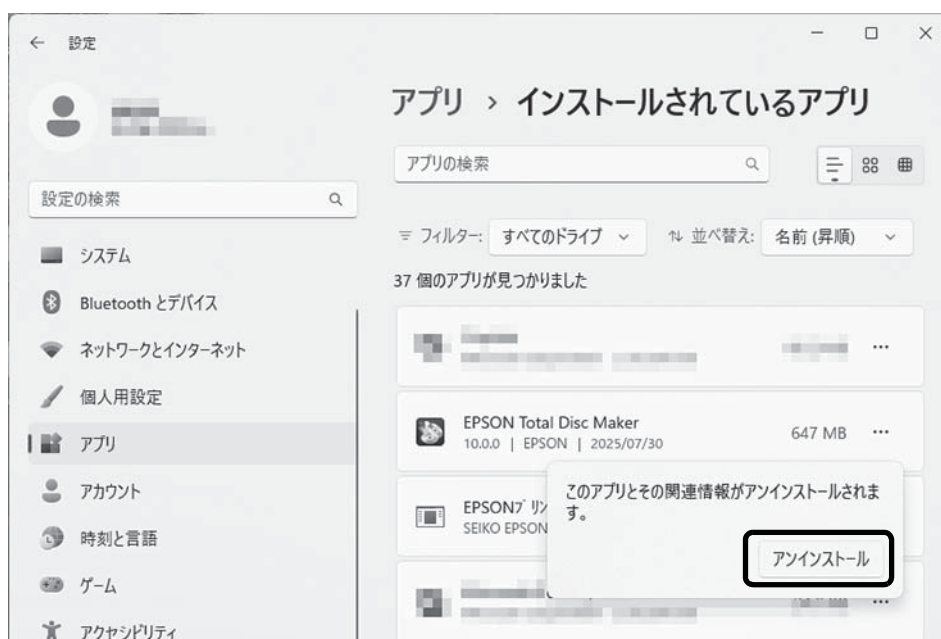 設定
アプリ › インストールされているアプリ
アプリの検索
設定の検索
フィルター: すべてのドライブ
並べ替え: 名前 (昇順)
37 個のアプリが見つかりました
システム
Bluetooth とデバイス
ネットワークとインターネット
個人用設定
アプリ
アカウント
時刻と言語
ゲーム
アクセシビリティ
EPSON Total Disc Maker
10.0.0 | EPSON | 2025/07/30
647 MB
EPSONプリン
SEIKO EPSON
このアプリとその関連情報がアンインストールされま
す。
アンインストール